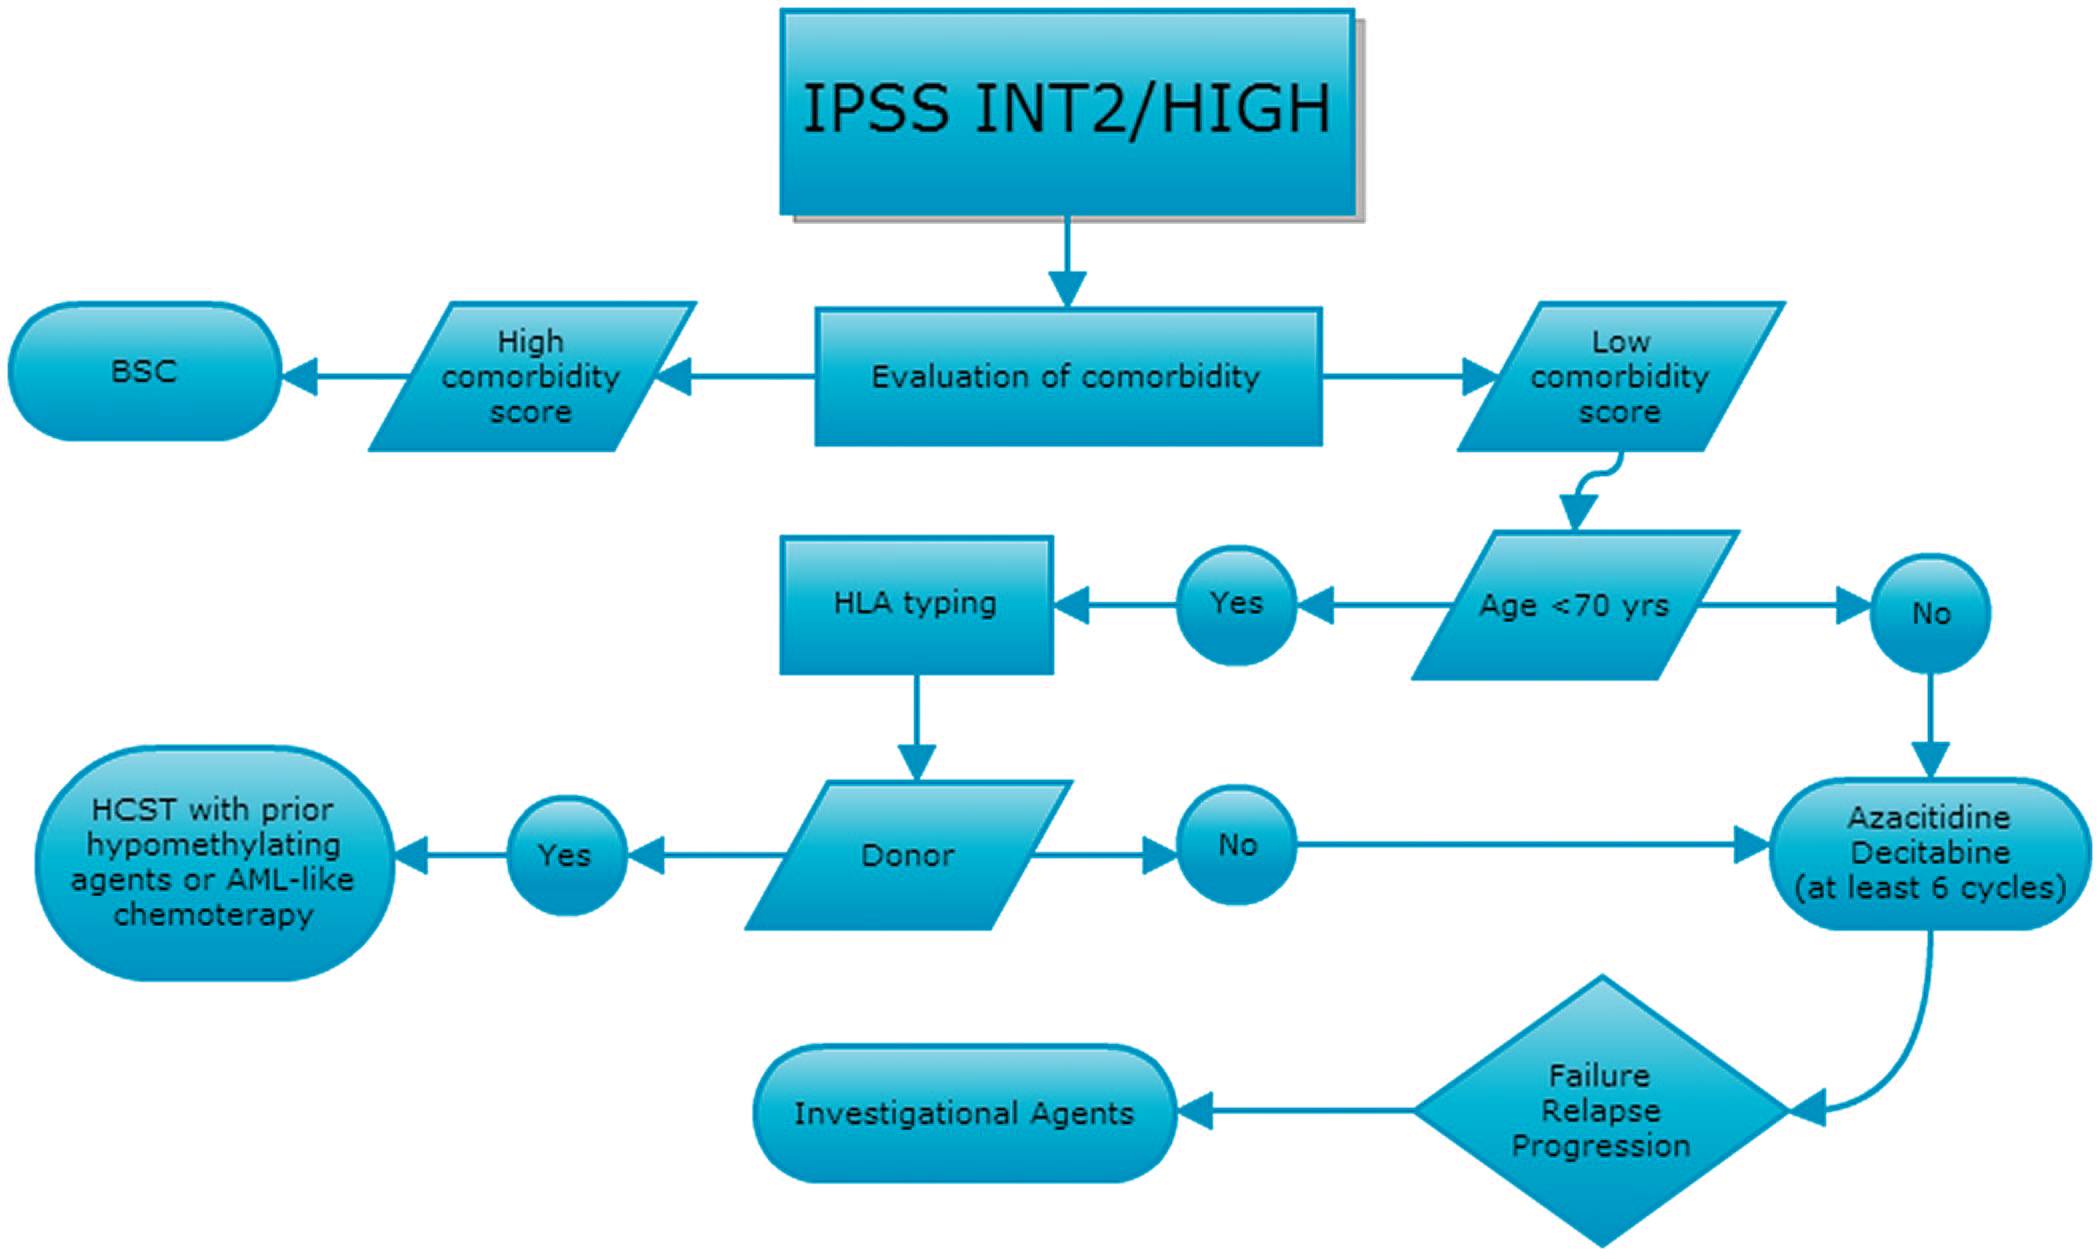 IPSS INT2/HIGH
BSC
High
comorbidity
score
Evaluation of comorbidity
Low
comorbidity
score
HLA typing
Yes
Age <70 yrs
No
HCST with prior
hypomethylating
agents or AML-like
chemoterapy
Yes
Donor
No
Azacitidine
Decitabine
(at least 6 cycles)
Investigational Agents
Failure
Relapse
Progression